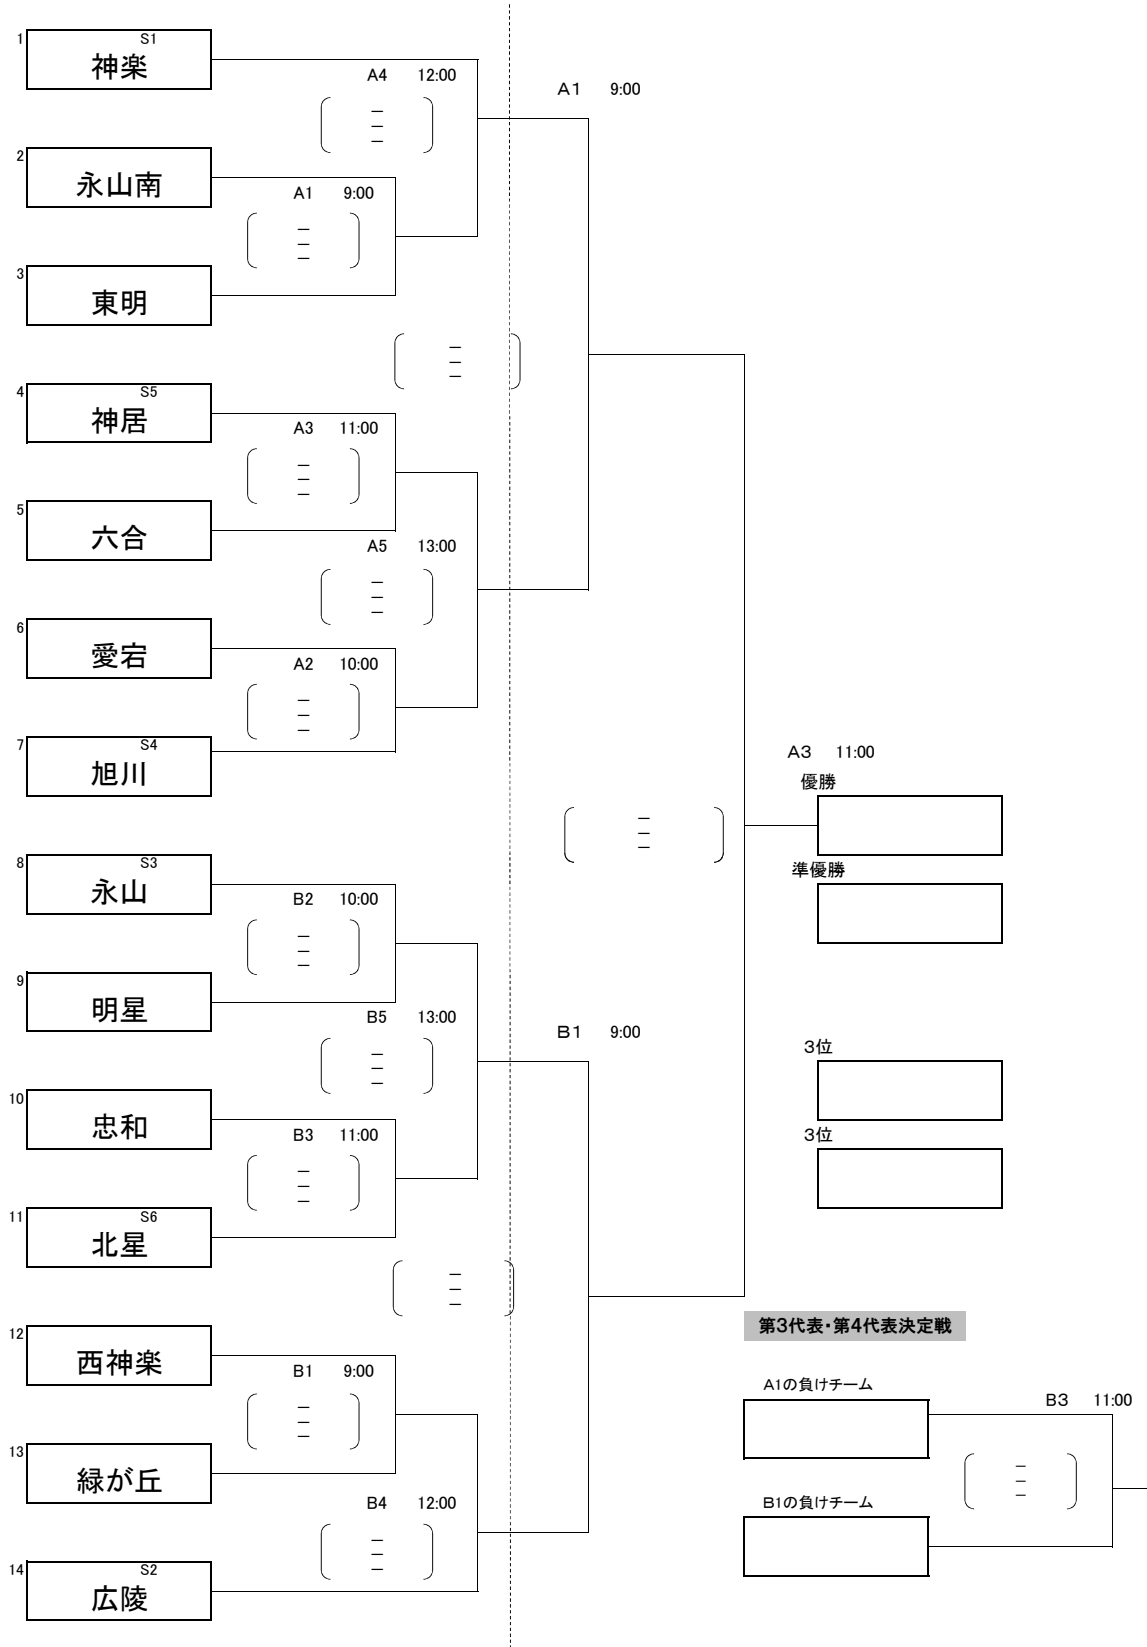 1 S1
神楽
A4 12:00
A1 9:00
－
－
－
2
永山南
A1 9:00
－
－
－
3
東明
－
－
－
4 S5
神居
A3 11:00
－
－
－
5
六合
A5 13:00
－
－
－
6
愛宕
A2 10:00
－
－
－
7 S4
旭川
A3 11:00
優勝
－
－
－
準優勝
8 S3
永山
B2 10:00
－
－
－
9
明星
B5 13:00
B1 9:00
－
－
－
3位
10
忠和
B3 11:00
3位
－
－
－
11 S6
北星
－
－
－
第3代表・第4代表決定戦
12
西神楽
B1 9:00
－
－
－
A1の負けチーム
B3 11:00
－
－
－
13
緑が丘
B4 12:00
－
－
－
B1の負けチーム
14 S2
広陵